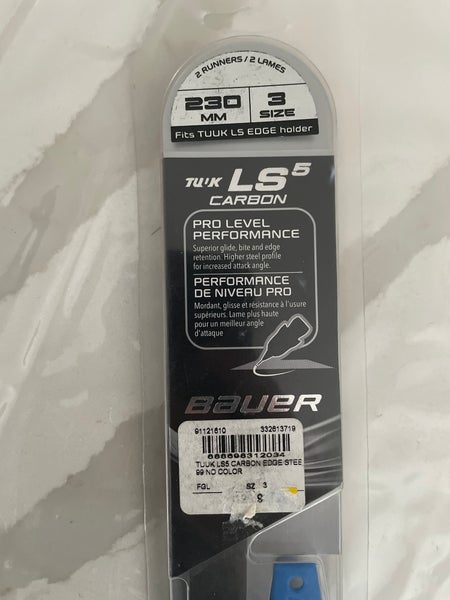 2 RUNNERS / 2 LAMES
230 MM
3 SIZE
Fits TUUK LS EDGE holder
TUUK LS5
CARBON
PRO LEVEL
PERFORMANCE
Superior glide, bite and edge
retention. Higher steel profile
for increased attack angle.
PERFORMANCE
DE NIVEAU PRO
Mordant, glisse et résistance à l'usure
supérieurs. Lame plus haute
pour un meilleur angle
d'attaque
BAUER
91121610 332613719
TUUK LS5 CARBON EDGE STEE
99 NO COLOR
FGL SZ 3